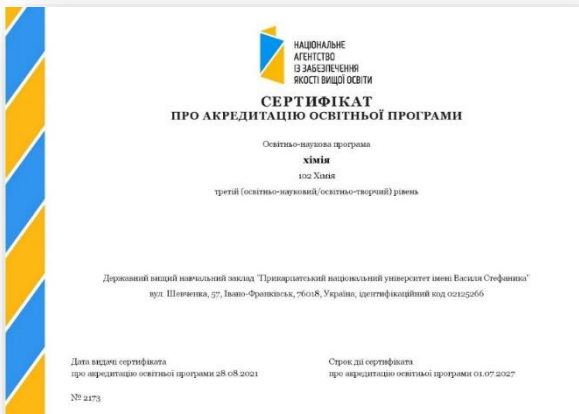 НАЦІОНАЛЬНЕ
АГЕНТСТВО
ІЗ ЗАБЕЗПЕЧЕННЯ
ЯКОСТІ ВИЩОЇ ОСВІТИ
СЕРТИФІКАТ
ПРО АКРЕДИТАЦІЮ ОСВІТНЬОЇ ПРОГРАМИ
Освітньо-наукова програма
хімія
102 Хімія
третій (освітньо-науковий/освітньо-творчий) рівень
Державний вищий навчальний заклад "Прикарпатський національний університет імені Василя Стефаника"
вул. Шевченка, 57, Івано-Франківськ, 76018, Україна, ідентифікаційний код 02125266
Дата видачі сертифіката
про акредитацію освітньої програми 28.08.2021
Строк дії сертифіката
про акредитацію освітньої програми 01.07.2027
№ 2173